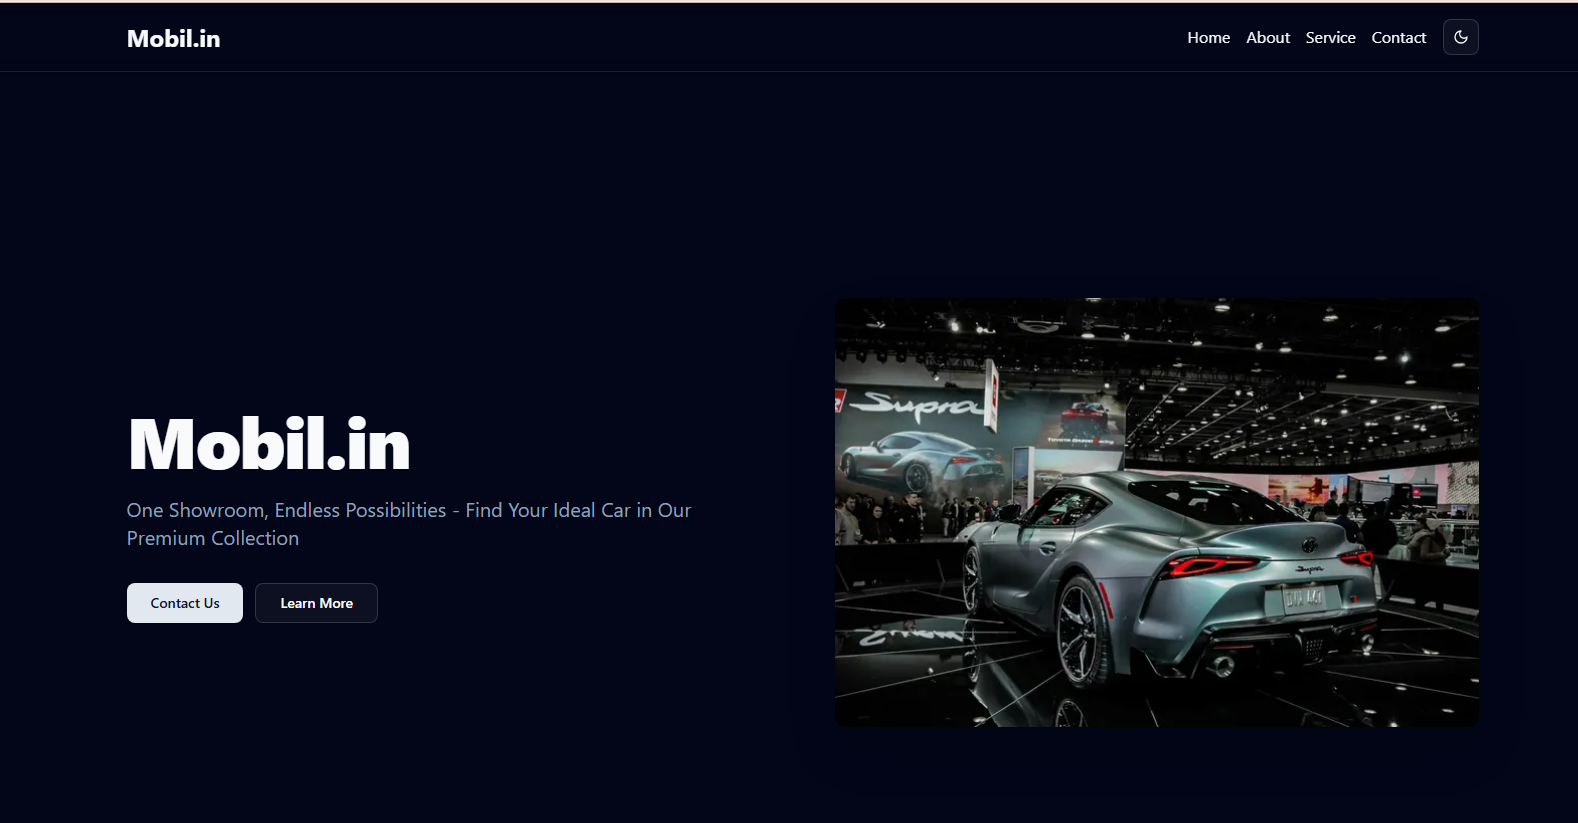 Mobil.in
Home About Service Contact
Mobil.in
One Showroom, Endless Possibilities - Find Your Ideal Car in Our
Premium Collection
Contact Us Learn More
Supra
Supra